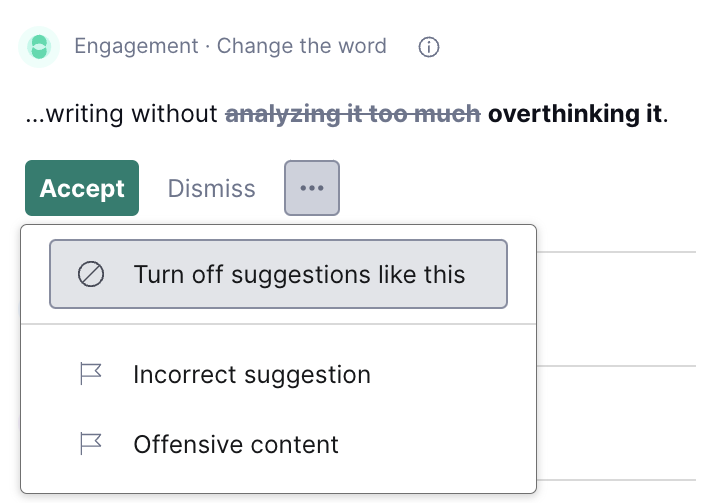 Engagement · Change the word
...writing without analyzing it too much overthinking it.
Accept Dismiss
Turn off suggestions like this
Incorrect suggestion
Offensive content